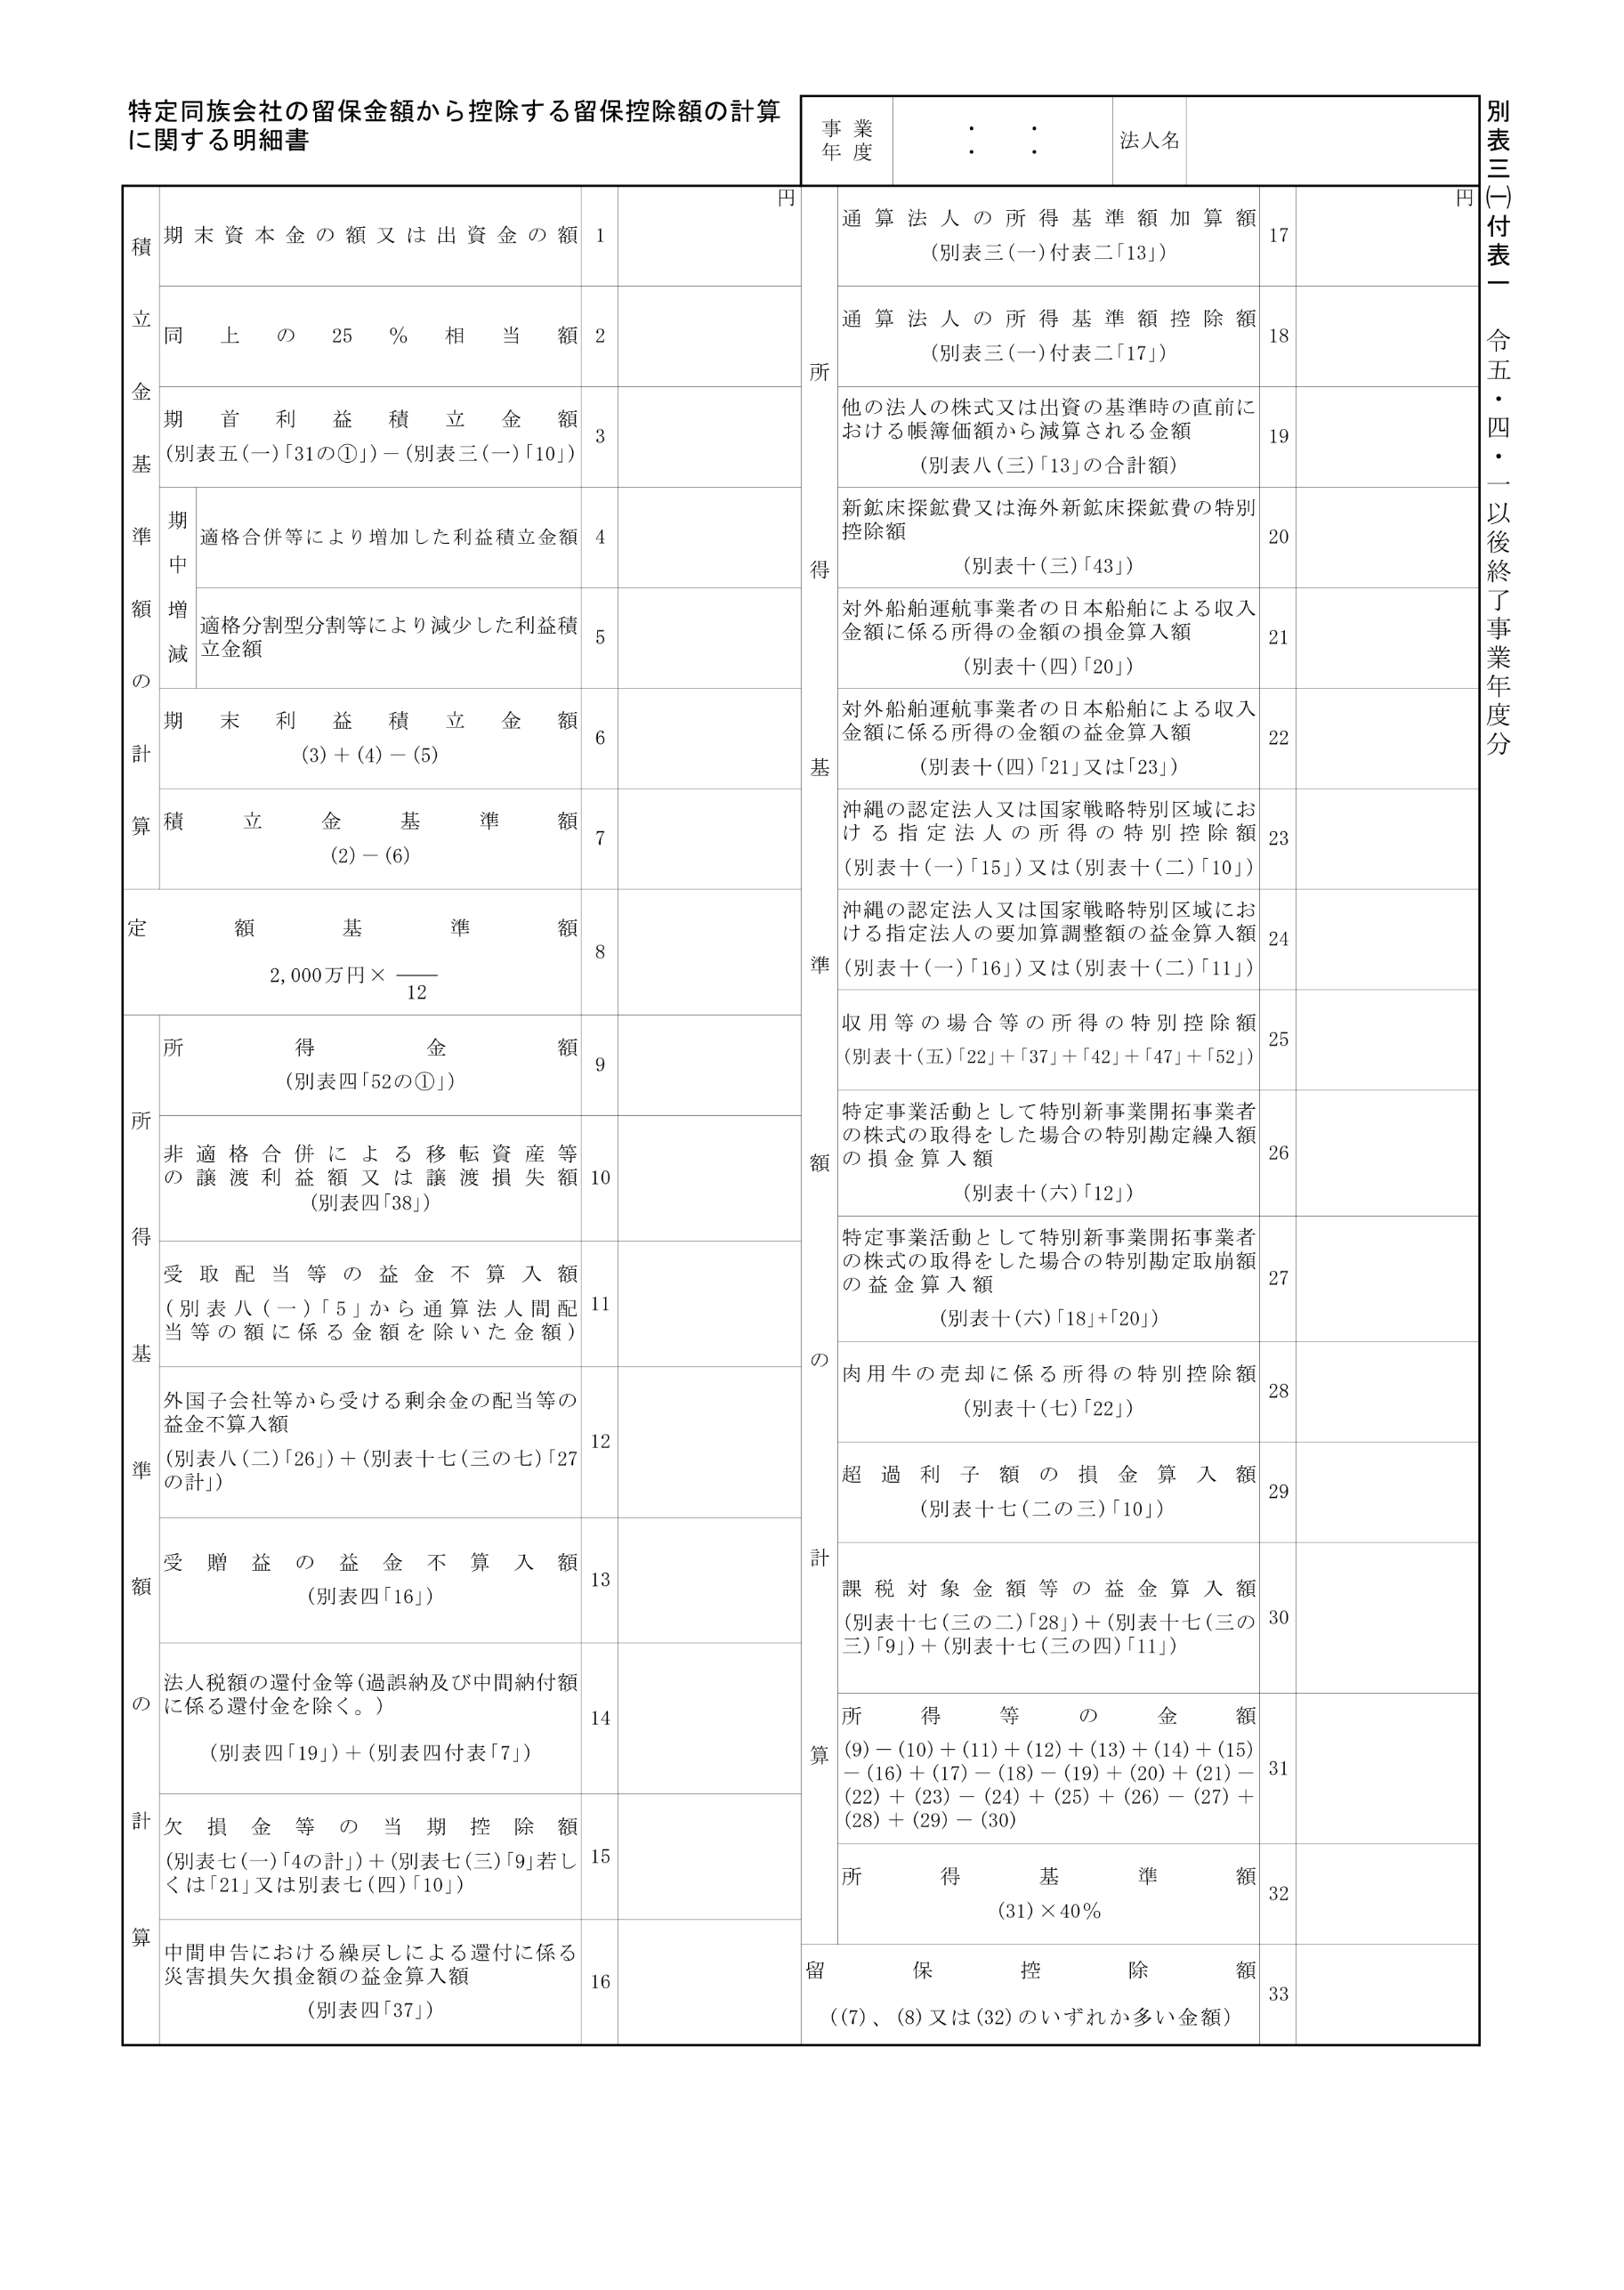 特定同族会社の留保金額から控除する留保控除額の計算
に関する明細書
事業
年度
・　・
・　・
法人名
別表三(一)付表一　令五・四・一以後終了事業年度分
積立金基準額の計算
期末資本金の額又は出資金の額 1 円
同上の25％相当額 2
期首利益積立金額
(別表五(一)「31の①」)－(別表三(一)「10」) 3
期中増減
適格合併等により増加した利益積立金額 4
適格分割型分割等により減少した利益積
立金額 5
期末利益積立金額
(3)＋(4)－(5) 6
積立金基準額
(2)－(6) 7
定額基準額
2,000万円×
12
8
所得基準額の計算
所得金額
(別表四「52の①」) 9
非適格合併による移転資産等
の譲渡利益額又は譲渡損失額
(別表四「38」) 10
受取配当等の益金不算入額
(別表八(一)「5」から通算法人間配
当等の額に係る金額を除いた金額) 11
外国子会社等から受ける剰余金の配当等の
益金不算入額
(別表八(二)「26」)＋(別表十七(三の七)「27
の計」) 12
受贈益の益金不算入額
(別表四「16」) 13
法人税額の還付金等(過誤納及び中間納付額
に係る還付金を除く。)
(別表四「19」)＋(別表四付表「7」) 14
欠損金等の当期控除額
(別表七(一)「4の計」)＋(別表七(三)「9」若し
くは「21」又は別表七(四)「10」) 15
中間申告における繰戻しによる還付に係る
災害損失欠損金額の益金算入額
(別表四「37」) 16
所得基準額の計算
通算法人の所得基準額加算額
(別表三(一)付表二「13」) 17 円
通算法人の所得基準額控除額
(別表三(一)付表二「17」) 18
他の法人の株式又は出資の基準時の直前に
おける帳簿価額から減算される金額
(別表八(三)「13」の合計額) 19
新鉱床探鉱費又は海外新鉱床探鉱費の特別
控除額
(別表十(三)「43」) 20
対外船舶運航事業者の日本船舶による収入
金額に係る所得の金額の損金算入額
(別表十(四)「20」) 21
対外船舶運航事業者の日本船舶による収入
金額に係る所得の金額の益金算入額
(別表十(四)「21」又は「23」) 22
沖縄の認定法人又は国家戦略特別区域にお
ける指定法人の所得の特別控除額
(別表十(一)「15」)又は(別表十(二)「10」) 23
沖縄の認定法人又は国家戦略特別区域にお
ける指定法人の要加算調整額の益金算入額
(別表十(一)「16」)又は(別表十(二)「11」) 24
収用等の場合等の所得の特別控除額
(別表十(五)「22」＋「37」＋「42」＋「47」＋「52」) 25
特定事業活動として特別新事業開拓事業者
の株式の取得をした場合の特別勘定繰入額
の損金算入額
(別表十(六)「12」) 26
特定事業活動として特別新事業開拓事業者
の株式の取得をした場合の特別勘定取崩額
の益金算入額
(別表十(六)「18」+「20」) 27
肉用牛の売却に係る所得の特別控除額
(別表十(七)「22」) 28
超過利子額の損金算入額
(別表十七(二の三)「10」) 29
課税対象金額等の益金算入額
(別表十七(三の二)「28」)＋(別表十七(三の
三)「9」)＋(別表十七(三の四)「11」) 30
所得等の金額
(9)－(10)＋(11)＋(12)＋(13)＋(14)＋(15)
－(16)＋(17)－(18)－(19)＋(20)＋(21)－
(22)＋(23)－(24)＋(25)＋(26)－(27)＋
(28)＋(29)－(30) 31
所得基準額
(31)×40％ 32
留保控除額
((7)、(8)又は(32)のいずれか多い金額) 33